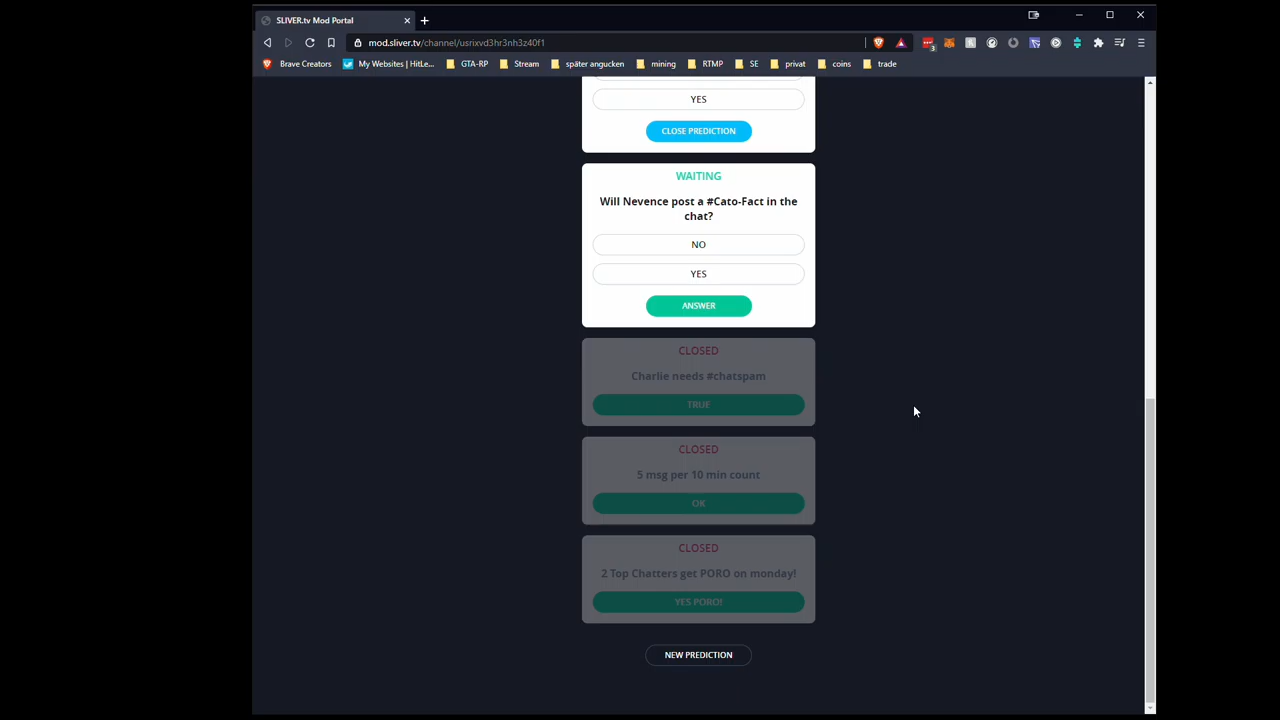 SLIVER.tv Mod Portal
mod.sliver.tv/channel/usrixvd3hr3nh3z40f1
3
Brave Creators
My Websites | HitLe...
GTA-RP
Stream
später angucken
mining
RTMP
SE
privat
coins
trade
YES
CLOSE PREDICTION
WAITING
Will Nevence post a #Cato-Fact in the
chat?
NO
YES
ANSWER
CLOSED
Charlie needs #chatspam
TRUE
CLOSED
5 msg per 10 min count
OK
CLOSED
2 Top Chatters get PORO on monday!
YES PORO!
NEW PREDICTION